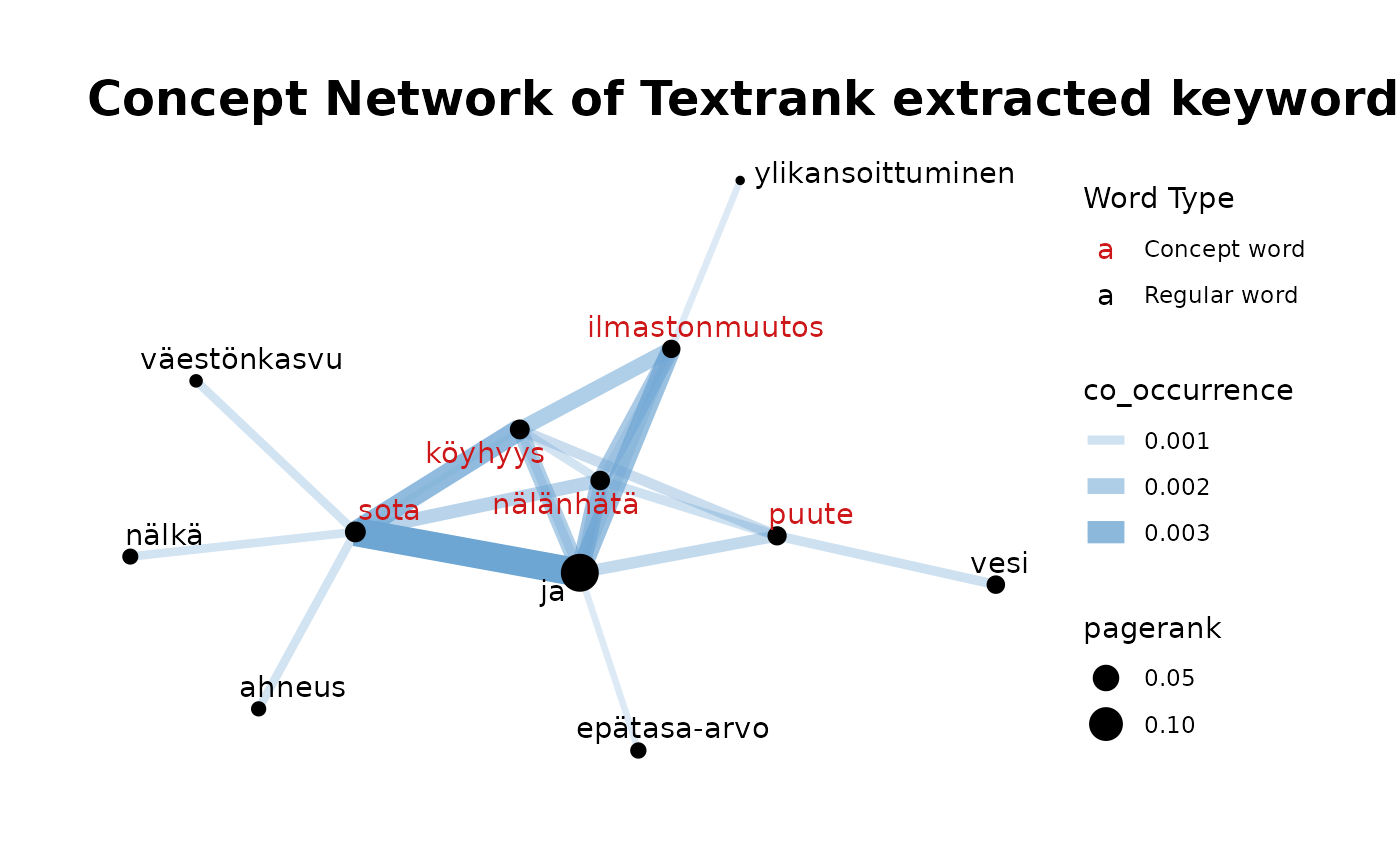 Concept Network of Textrank extracted keyword
ylikansoittuminen
Word Type
a Concept word
a Regular word
ilmastonmuutos
väestönkasvu
co_occurrence
0.001
0.002
0.003
köyhyys
nälänhätä
sota
puute
nälkä
vesi
ja
pagerank
0.05
0.10
ahneus
epätasa-arvo